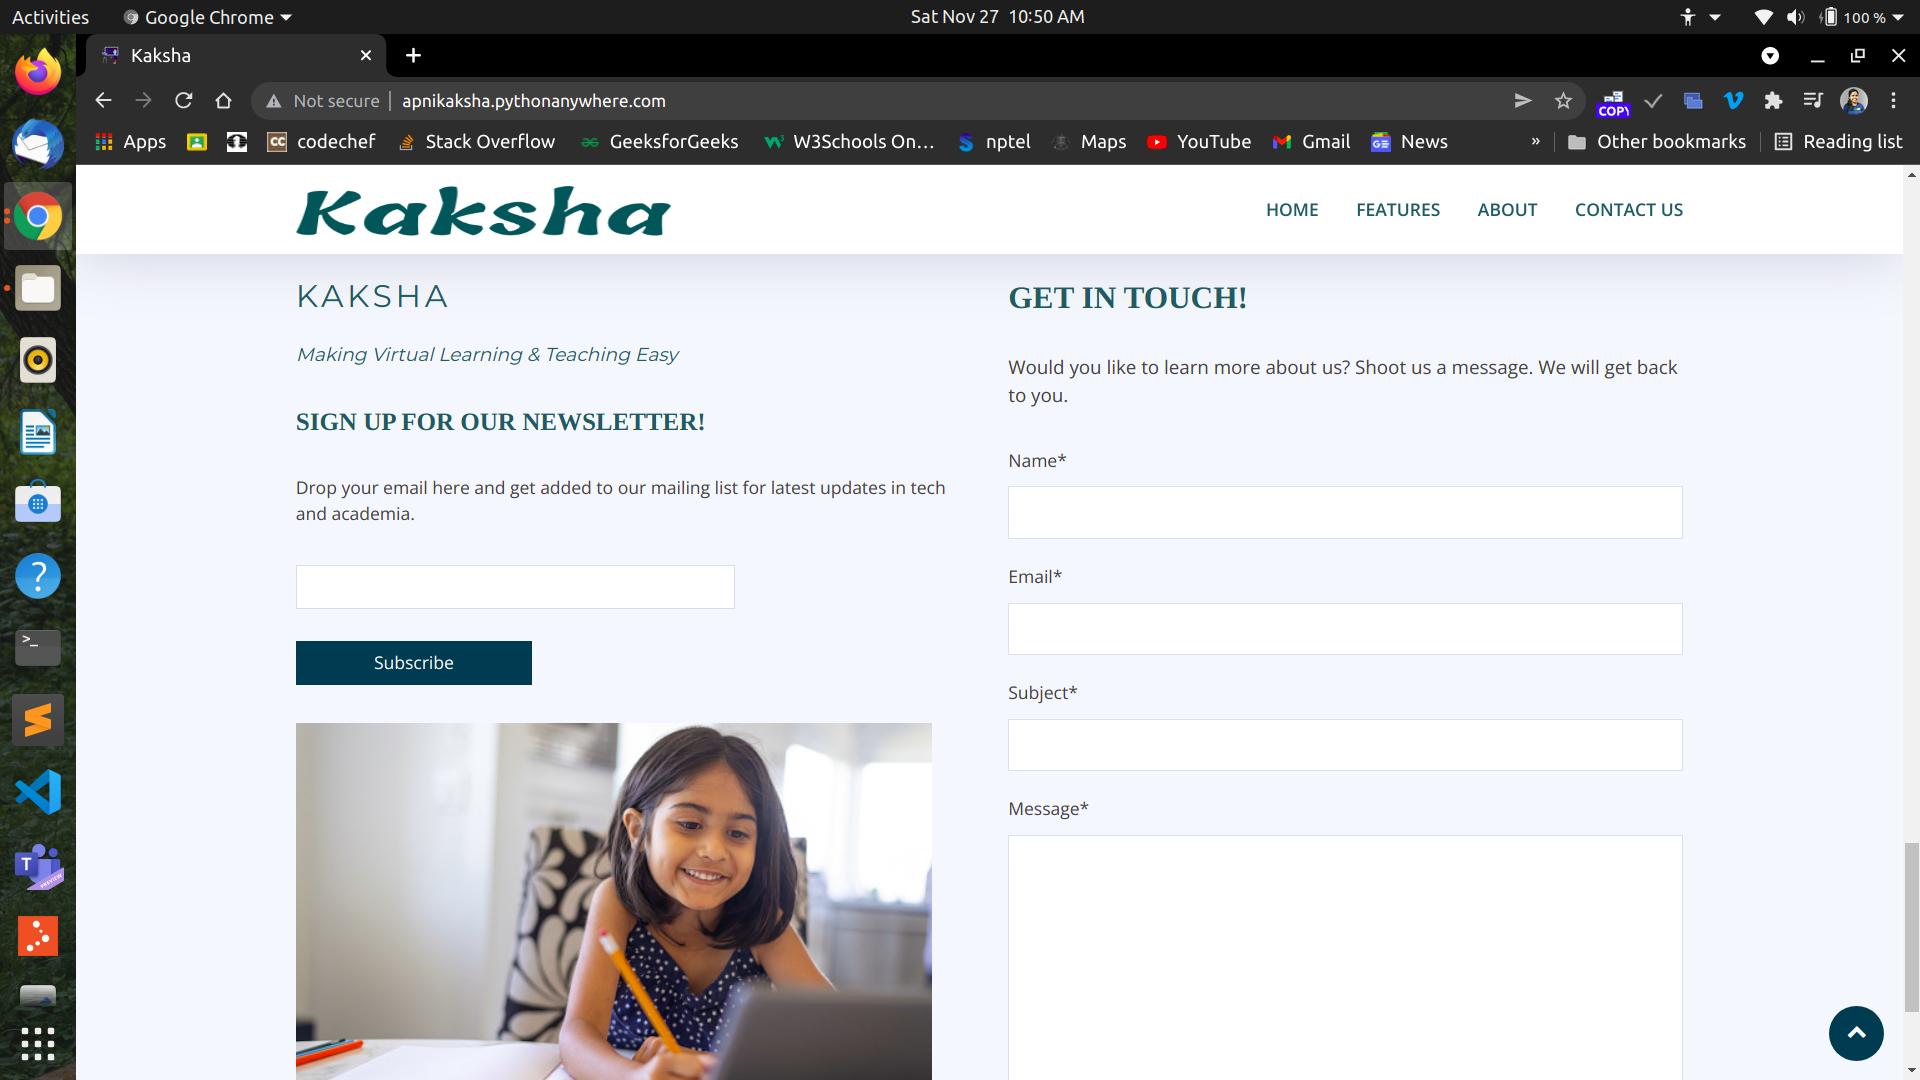 Activities
Google Chrome
Sat Nov 27 10:50 AM
100 %
Kaksha
Not secure
apnikaksha.pythonanywhere.com
COPY
Apps
CC codechef
Stack Overflow
GeeksforGeeks
W3Schools On...
nptel
Maps
YouTube
Gmail
GE News
»
Other bookmarks
Reading list
Kaksha
HOME
FEATURES
ABOUT
CONTACT US
KAKSHA
Making Virtual Learning & Teaching Easy
SIGN UP FOR OUR NEWSLETTER!
Drop your email here and get added to our mailing list for latest updates in tech
and academia.
Subscribe
GET IN TOUCH!
Would you like to learn more about us? Shoot us a message. We will get back
to you.
Name*
Email*
Subject*
Message*
?
>_
T
PREVIEW